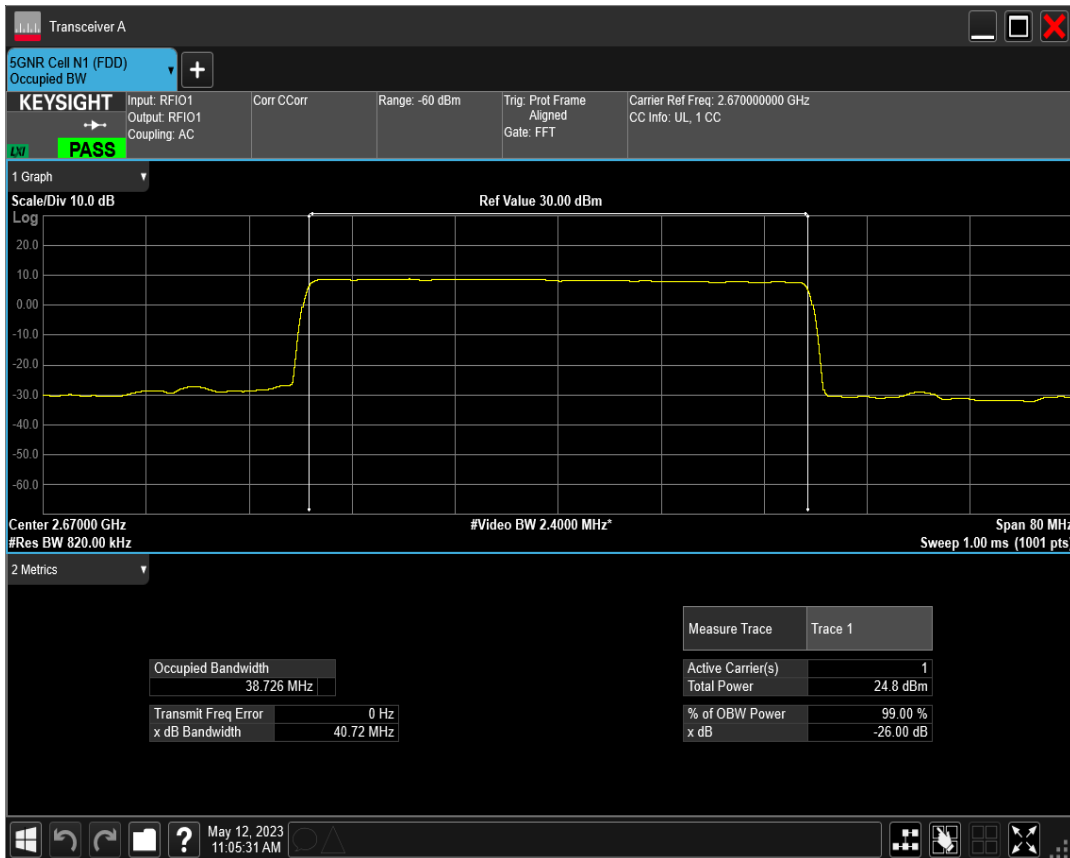 Transceiver A
5GNR Cell N1 (FDD)
Occupied BW
+
KEYSIGHT
LXI
PASS
Input: RFIO1
Output: RFIO1
Coupling: AC
Corr CCorr
Range: -60 dBm
Trig: Prot Frame
Aligned
Gate: FFT
Carrier Ref Freq: 2.670000000 GHz
CC Info: UL, 1 CC
1 Graph
Scale/Div 10.0 dB
Ref Value 30.00 dBm
Log
20.0
10.0
0.00
-10.0
-20.0
-30.0
-40.0
-50.0
-60.0
Center 2.67000 GHz
#Video BW 2.4000 MHz*
Span 80 MHz
#Res BW 820.00 kHz
Sweep 1.00 ms (1001 pts)
2 Metrics
Measure Trace Trace 1
Occupied Bandwidth
38.726 MHz
Active Carrier(s) 1
Total Power 24.8 dBm
Transmit Freq Error 0 Hz
x dB Bandwidth 40.72 MHz
% of OBW Power 99.00 %
x dB -26.00 dB
?
May 12, 2023
11:05:31 AM